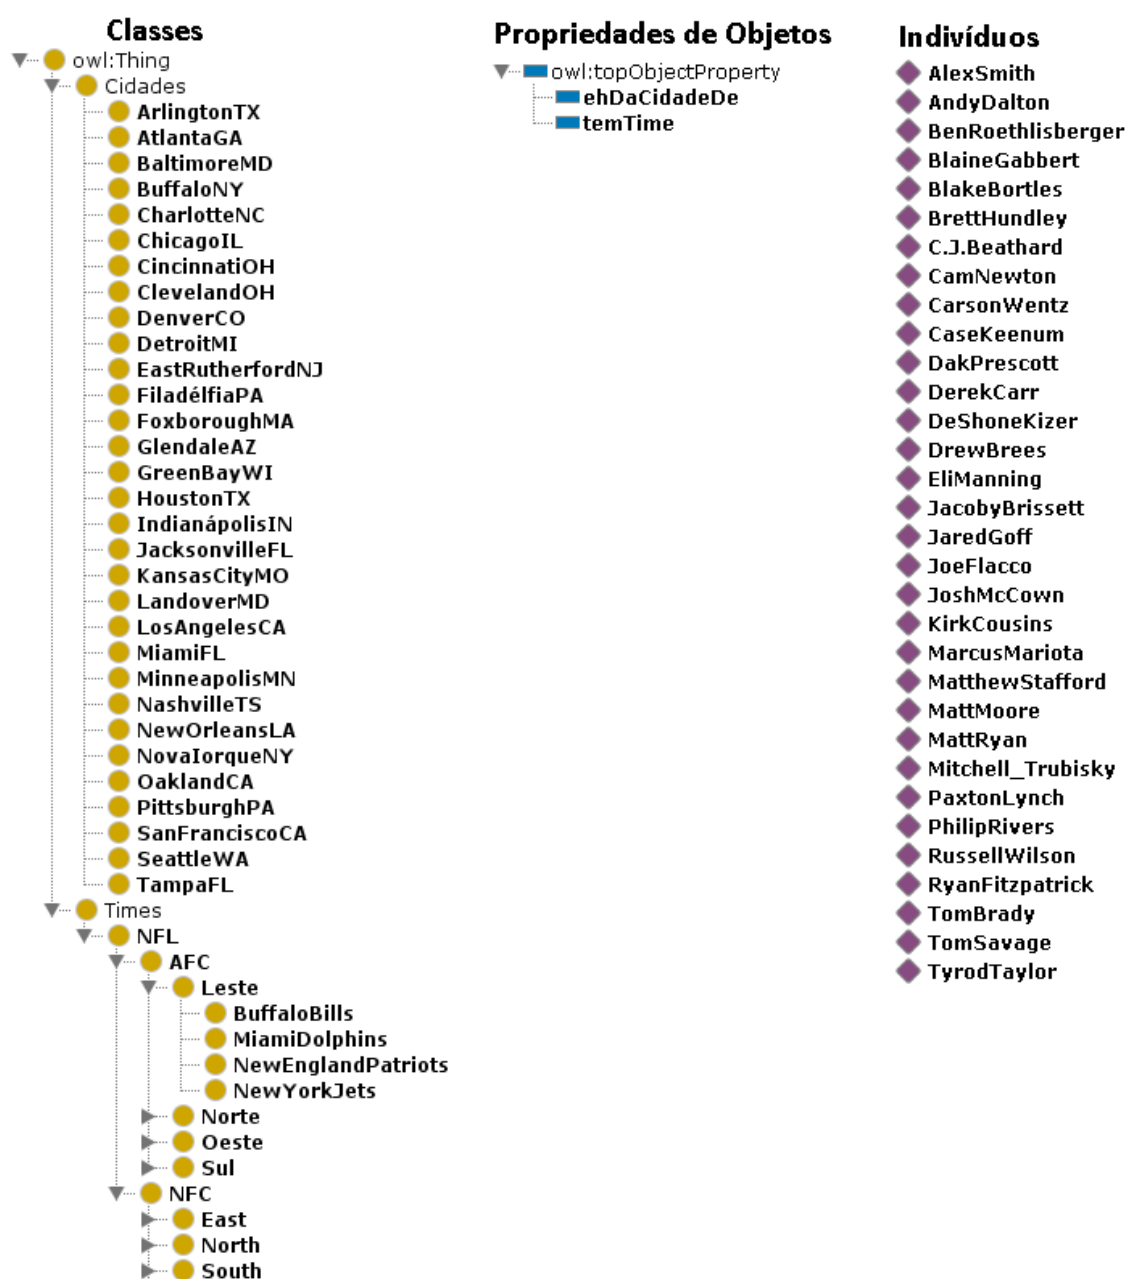 Classes
owl:Thing
Cidades
ArlingtonTX
AtlantaGA
BaltimoreMD
BuffaloNY
CharlotteNC
ChicagoIL
CincinnatiOH
ClevelandOH
DenverCO
DetroitMI
EastRutherfordNJ
FiladélfiaPA
FoxboroughMA
GlendaleAZ
GreenBayWI
HoustonTX
IndianápolisIN
JacksonvilleFL
KansasCityMO
LandoverMD
LosAngelesCA
MiamiFL
MinneapolisMN
NashvilleTS
NewOrleansLA
NovaIorqueNY
OaklandCA
PittsburghPA
SanFranciscoCA
SeattleWA
TampaFL
Times
NFL
AFC
Leste
BuffaloBills
MiamiDolphins
NewEnglandPatriots
NewYorkJets
Norte
Oeste
Sul
NFC
East
North
South
Propriedades de Objetos
owl:topObjectProperty
ehDaCidadeDe
temTime
Indivíduos
AlexSmith
AndyDalton
BenRoethlisberger
BlaineGabbert
BlakeBortles
BrettHundley
C.J.Beathard
CamNewton
CarsonWentz
CaseKeenum
DakPrescott
DerekCarr
DeShoneKizer
DrewBrees
EliManning
JacobyBrissett
JaredGoff
JoeFlacco
JoshMcCown
KirkCousins
MarcusMariota
MatthewStafford
MattMoore
MattRyan
Mitchell_Trubisky
PaxtonLynch
PhilipRivers
RussellWilson
RyanFitzpatrick
TomBrady
TomSavage
TyrodTaylor